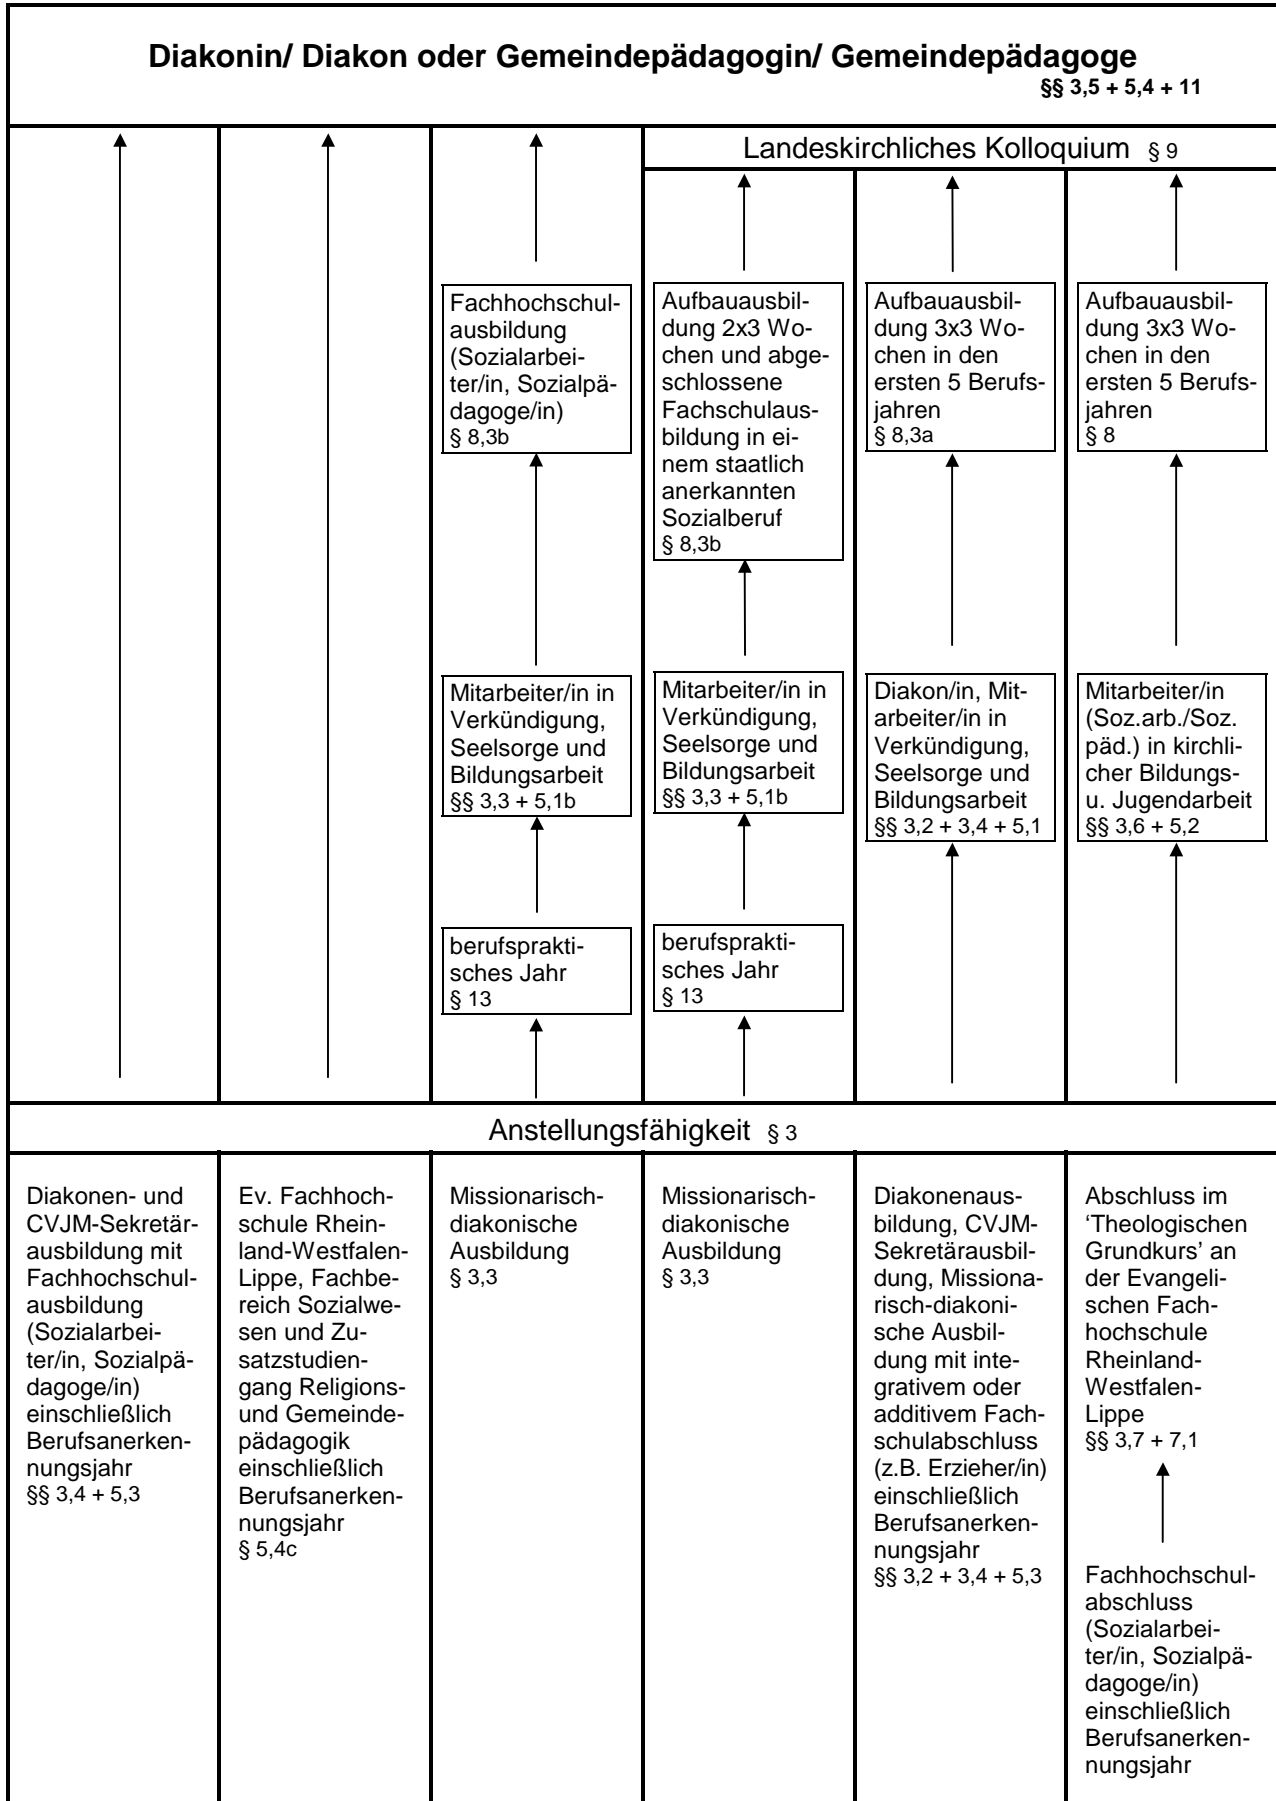 Diakonin/ Diakon oder Gemeindepädagogin/ Gemeindepädagoge
§§ 3,5 + 5,4 + 11
Landeskirchliches Kolloquium § 9
Fachhochschul-
ausbildung
(Sozialarbei-
ter/in, Sozialpä-
dagoge/in)
§ 8,3b
Aufbauausbil-
dung 2x3 Wo-
chen und abge-
schlossene
Fachschulaus-
bildung in ei-
nem staatlich
anerkannten
Sozialberuf
§ 8,3b
Aufbauausbil-
dung 3x3 Wo-
chen in den
ersten 5 Berufs-
jahren
§ 8,3a
Aufbauausbil-
dung 3x3 Wo-
chen in den
ersten 5 Berufs-
jahren
§ 8
Mitarbeiter/in in
Verkündigung,
Seelsorge und
Bildungsarbeit
§§ 3,3 + 5,1b
Mitarbeiter/in in
Verkündigung,
Seelsorge und
Bildungsarbeit
§§ 3,3 + 5,1b
Diakon/in, Mit-
arbeiter/in in
Verkündigung,
Seelsorge und
Bildungsarbeit
§§ 3,2 + 3,4 + 5,1
Mitarbeiter/in
(Soz.arb./Soz.
päd.) in kirchli-
cher Bildungs-
u. Jugendarbeit
§§ 3,6 + 5,2
berufsprakti-
sches Jahr
§ 13
berufsprakti-
sches Jahr
§ 13
Anstellungsfähigkeit § 3
Diakonen- und
CVJM-Sekretär-
ausbildung mit
Fachhochschul-
ausbildung
(Sozialarbei-
ter/in, Sozialpä-
dagoge/in)
einschließlich
Berufsanerken-
nungsjahr
§§ 3,4 + 5,3
Ev. Fachhoch-
schule Rhein-
land-Westfalen-
Lippe, Fachbe-
reich Sozialwe-
sen und Zu-
satzstudien-
gang Religions-
und Gemeinde-
pädagogik
einschließlich
Berufsanerken-
nungsjahr
§ 5,4c
Missionarisch-
diakonische
Ausbildung
§ 3,3
Missionarisch-
diakonische
Ausbildung
§ 3,3
Diakonenaus-
bildung, CVJM-
Sekretärausbil-
dung, Missiona-
risch-diakoni-
sche Ausbil-
dung mit inte-
grativem oder
additivem Fach-
schulabschluss
(z.B. Erzieher/in)
einschließlich
Berufsanerken-
nungsjahr
§§ 3,2 + 3,4 + 5,3
Abschluss im
‘Theologischen
Grundkurs’ an
der Evangeli-
schen Fach-
hochschule
Rheinland-
Westfalen-
Lippe
§§ 3,7 + 7,1
Fachhochschul-
abschluss
(Sozialarbei-
ter/in, Sozialpä-
dagoge/in)
einschließlich
Berufsanerken-
nungsjahr